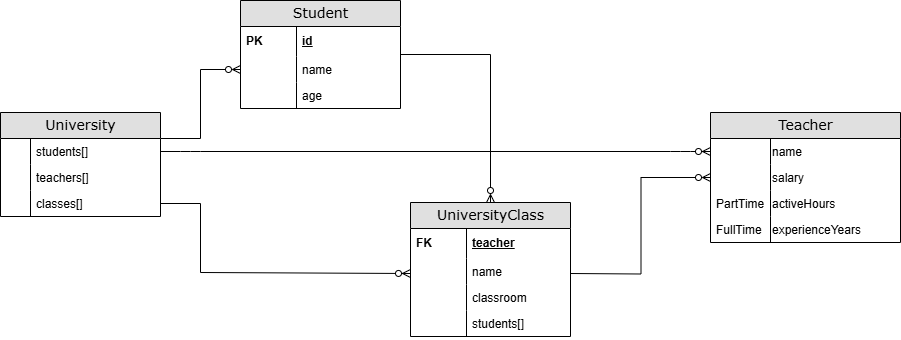 Student
PK id
name
age
University
students[]
teachers[]
classes[]
Teacher
name
salary
PartTime activeHours
FullTime experienceYears
UniversityClass
FK teacher
name
classroom
students[]